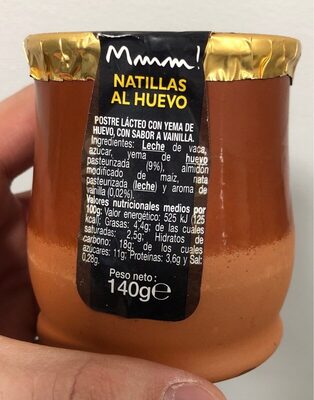 Mmmm!
NATILLAS
AL HUEVO
POSTRE LÁCTEO CON YEMA DE
HUEVO, CON SABOR A VAINILLA.
Ingredientes: Leche de vaca,
azúcar, yema de huevo
pasteurizada (9%), almidón
modificado de maíz, nata
pasteurizada (leche) y aroma de
vainilla (0,02%).
Valores nutricionales medios por
100g: Valor energético: 525 KJ (125
kcal); Grasas: 4,4g; de las cuales
saturadas: 2,5g; Hidratos de
carbono: 18g; de los cuales
azúcares: 11g; Proteínas: 3,6g y Sal:
0,28g.
Peso neto:
140g℮